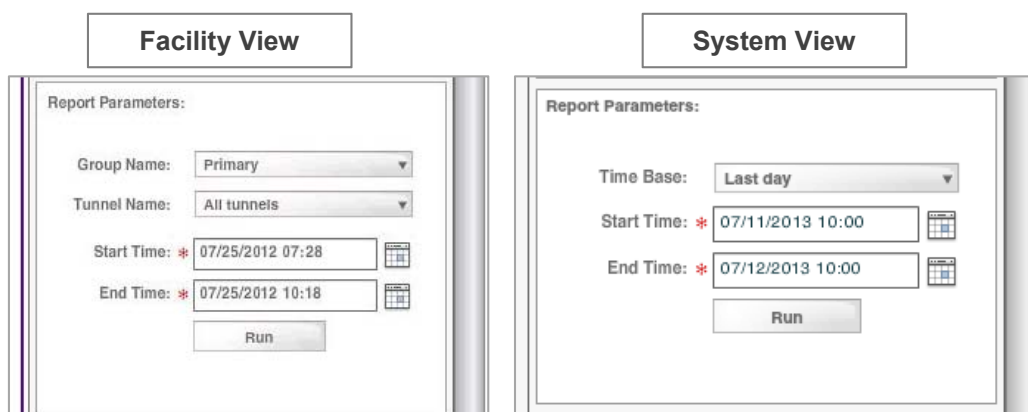 Facility View
Report Parameters:
Group Name: Primary
Tunnel Name: All tunnels
Start Time: * 07/25/2012 07:28
End Time: * 07/25/2012 10:18
Run
System View
Report Parameters:
Time Base: Last day
Start Time: * 07/11/2013 10:00
End Time: * 07/12/2013 10:00
Run